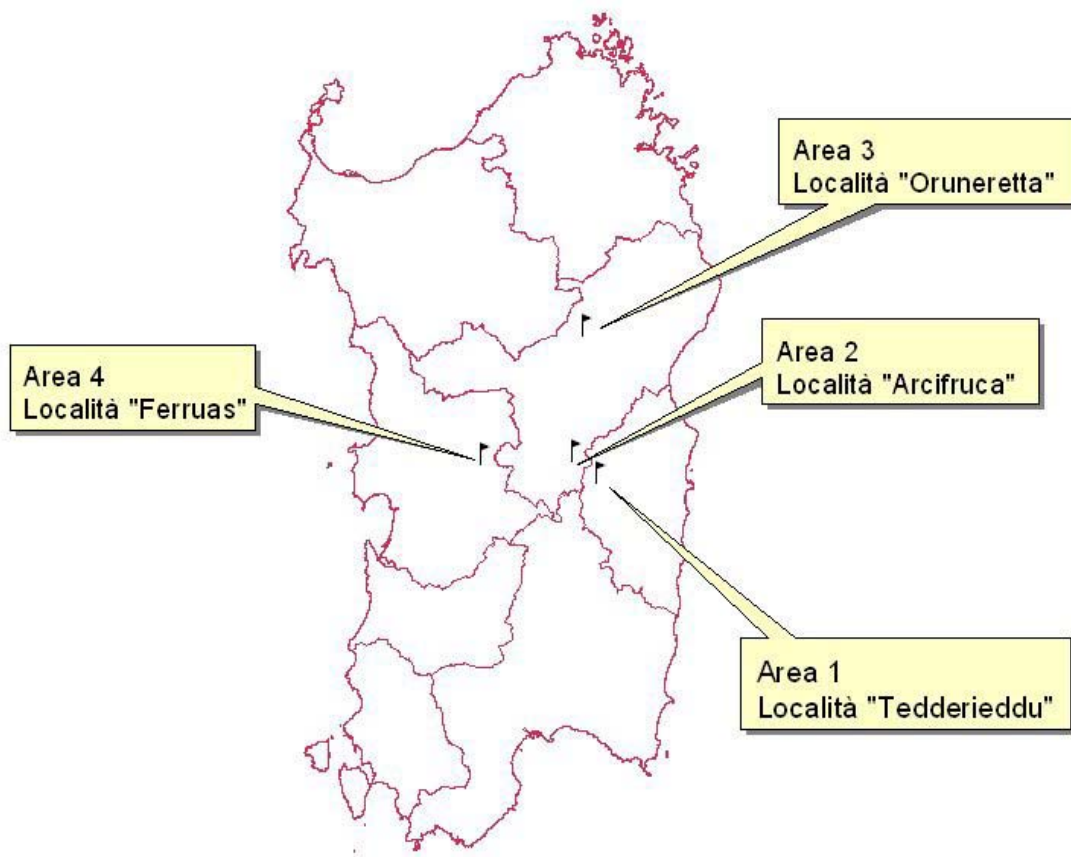 Area 3
Località "Oruneretta"
Area 2
Località "Arcifruca"
Area 4
Località "Ferruas"
Area 1
Località "Tedderieddu"